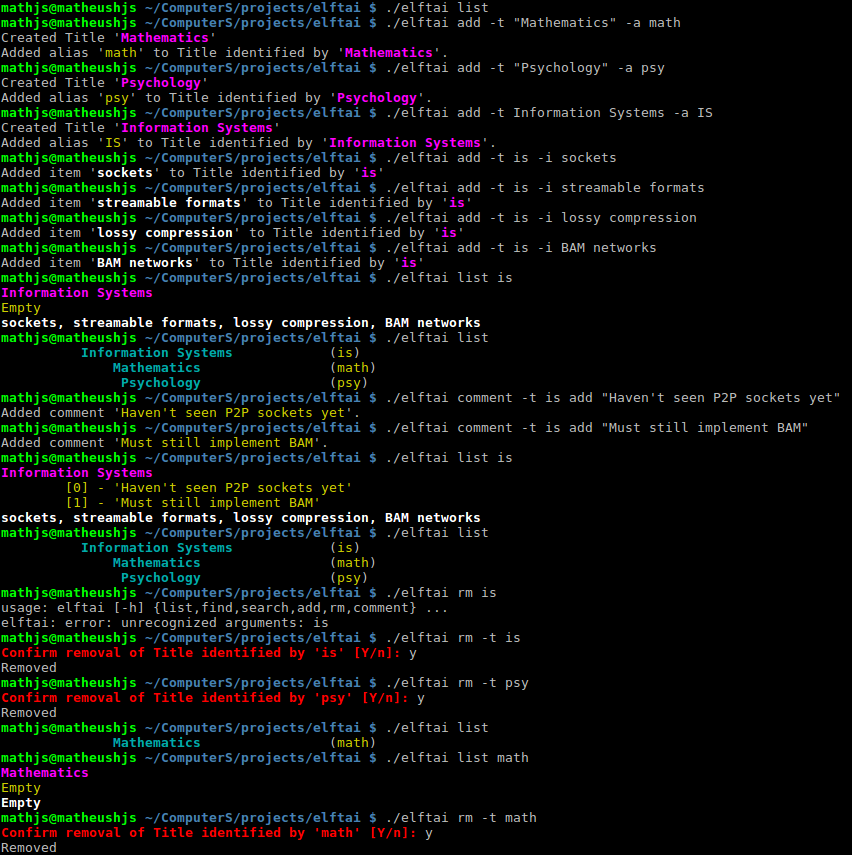 mathjs@matheushjs ~/ComputerS/projects/elftai $ ./elftai list
mathjs@matheushjs ~/ComputerS/projects/elftai $ ./elftai add -t "Mathematics" -a math
Created Title 'Mathematics'
Added alias 'math' to Title identified by 'Mathematics'.
mathjs@matheushjs ~/ComputerS/projects/elftai $ ./elftai add -t "Psychology" -a psy
Created Title 'Psychology'
Added alias 'psy' to Title identified by 'Psychology'.
mathjs@matheushjs ~/ComputerS/projects/elftai $ ./elftai add -t Information Systems -a IS
Created Title 'Information Systems'
Added alias 'IS' to Title identified by 'Information Systems'.
mathjs@matheushjs ~/ComputerS/projects/elftai $ ./elftai add -t is -i sockets
Added item 'sockets' to Title identified by 'is'
mathjs@matheushjs ~/ComputerS/projects/elftai $ ./elftai add -t is -i streamable formats
Added item 'streamable formats' to Title identified by 'is'
mathjs@matheushjs ~/ComputerS/projects/elftai $ ./elftai add -t is -i lossy compression
Added item 'lossy compression' to Title identified by 'is'
mathjs@matheushjs ~/ComputerS/projects/elftai $ ./elftai add -t is -i BAM networks
Added item 'BAM networks' to Title identified by 'is'
mathjs@matheushjs ~/ComputerS/projects/elftai $ ./elftai list is
Information Systems
Empty
sockets, streamable formats, lossy compression, BAM networks
mathjs@matheushjs ~/ComputerS/projects/elftai $ ./elftai list
Information Systems (is)
Mathematics (math)
Psychology (psy)
mathjs@matheushjs ~/ComputerS/projects/elftai $ ./elftai comment -t is add "Haven't seen P2P sockets yet"
Added comment 'Haven't seen P2P sockets yet'.
mathjs@matheushjs ~/ComputerS/projects/elftai $ ./elftai comment -t is add "Must still implement BAM"
Added comment 'Must still implement BAM'.
mathjs@matheushjs ~/ComputerS/projects/elftai $ ./elftai list is
Information Systems
[0] - 'Haven't seen P2P sockets yet'
[1] - 'Must still implement BAM'
sockets, streamable formats, lossy compression, BAM networks
mathjs@matheushjs ~/ComputerS/projects/elftai $ ./elftai list
Information Systems (is)
Mathematics (math)
Psychology (psy)
mathjs@matheushjs ~/ComputerS/projects/elftai $ ./elftai rm is
usage: elftai [-h] {list,find,search,add,rm,comment} ...
elftai: error: unrecognized arguments: is
mathjs@matheushjs ~/ComputerS/projects/elftai $ ./elftai rm -t is
Confirm removal of Title identified by 'is' [Y/n]: y
Removed
mathjs@matheushjs ~/ComputerS/projects/elftai $ ./elftai rm -t psy
Confirm removal of Title identified by 'psy' [Y/n]: y
Removed
mathjs@matheushjs ~/ComputerS/projects/elftai $ ./elftai list
Mathematics (math)
mathjs@matheushjs ~/ComputerS/projects/elftai $ ./elftai list math
Mathematics
Empty
Empty
mathjs@matheushjs ~/ComputerS/projects/elftai $ ./elftai rm -t math
Confirm removal of Title identified by 'math' [Y/n]: y
Removed